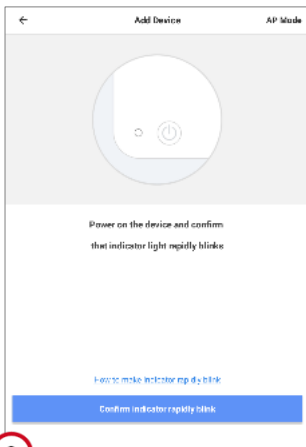 Add Device
AP Mode
Power on the device and confirm
that indicator light rapidly blinks
How to make indicator rapidly blink
Confirm indicator rapidly blink